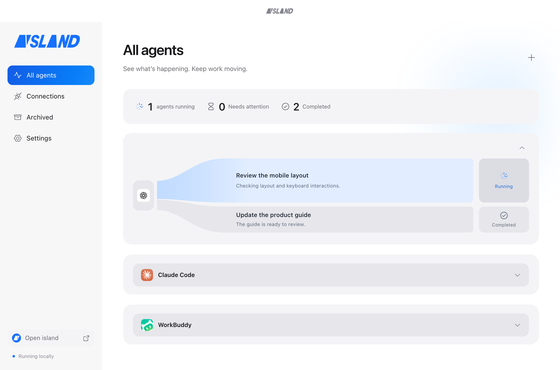 ISLAND
ISLAND
All agents
Connections
Archived
Settings
Open island
Running locally
All agents
See what's happening. Keep work moving.
1 agents running
0 Needs attention
2 Completed
Review the mobile layout
Checking layout and keyboard interactions.
Running
Update the product guide
The guide is ready to review.
Completed
Claude Code
WorkBuddy